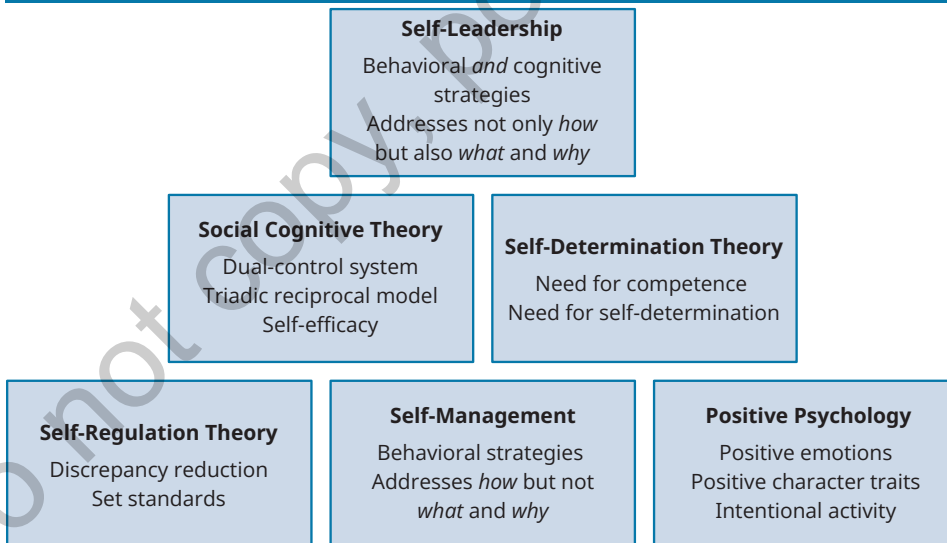 Self-Leadership
Behavioral and cognitive
strategies
Addresses not only how
but also what and why
Social Cognitive Theory
Dual-control system
Triadic reciprocal model
Self-efficacy
Self-Determination Theory
Need for competence
Need for self-determination
Self-Regulation Theory
Discrepancy reduction
Set standards
Self-Management
Behavioral strategies
Addresses how but not
what and why
Positive Psychology
Positive emotions
Positive character traits
Intentional activity
not copy, po